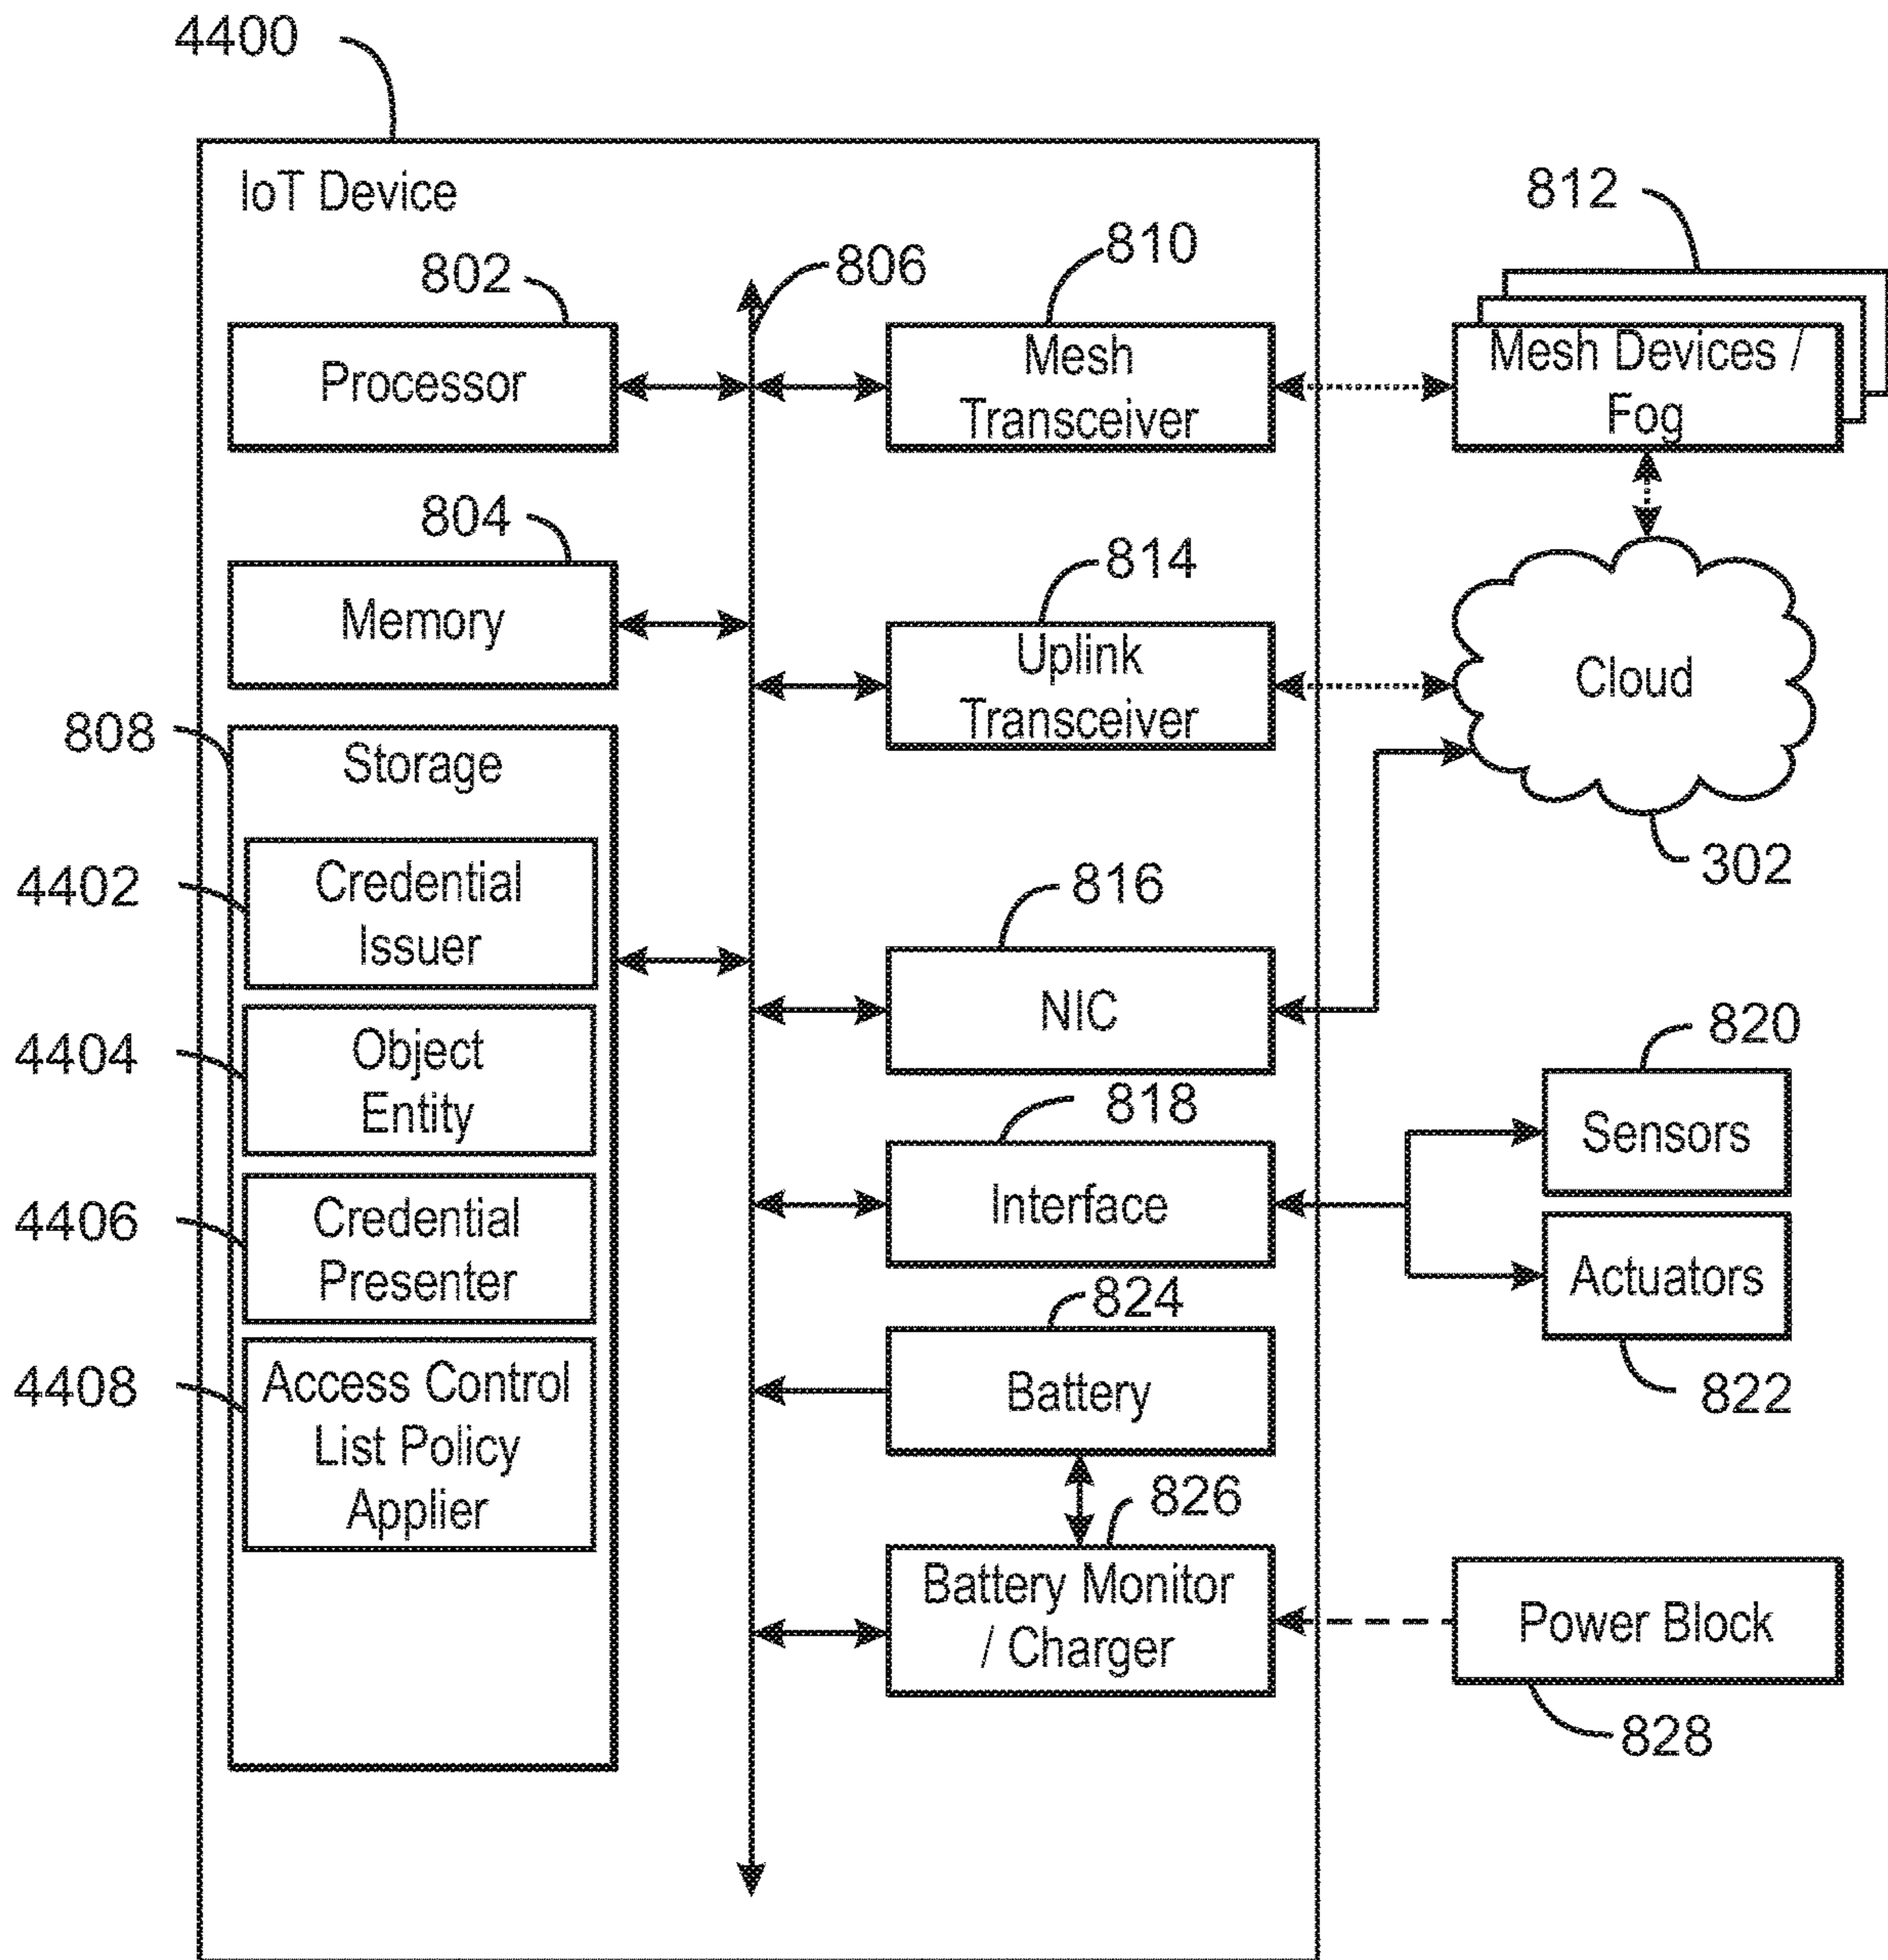 4400
IoT Device
812
810
806
802
Processor
Mesh
Transceiver
Mesh Devices /
Fog
804
814
Memory
Uplink
Transceiver
Cloud
808
Storage
302
4402
Credential
Issuer
816
NIC
4404
Object
Entity
820
Sensors
818
Interface
4406
Credential
Presenter
Actuators
822
824
Battery
4408
Access Control
List Policy
Applier
826
Battery Monitor
/ Charger
Power Block
828